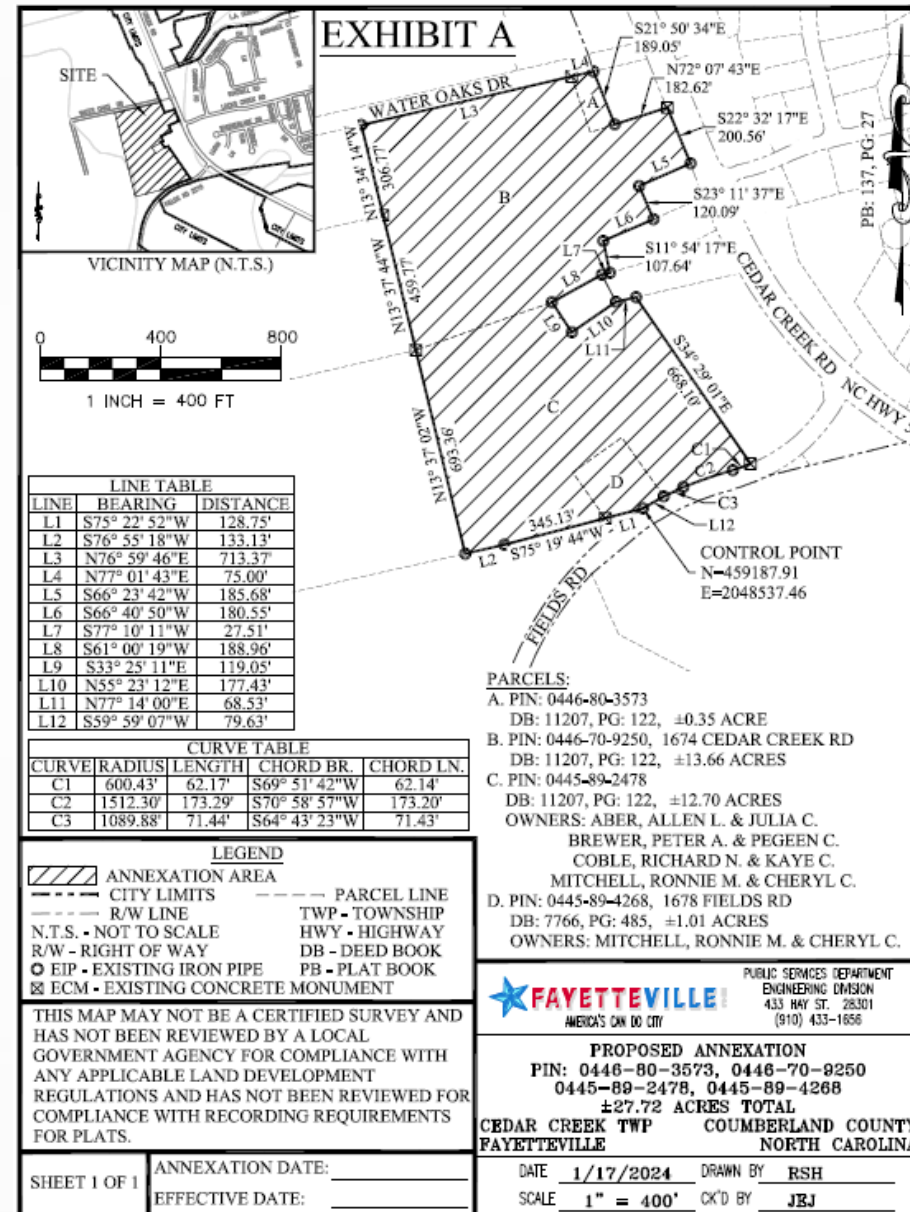 EXHIBIT A
SITE
CITY LIMITS
CITY LIMITS
CITY LIMITS
VICINITY MAP (N.T.S.)
0 400 800
1 INCH = 400 FT
WATER OAKS DR
L3
L4
A
B
C
D
S21° 50' 34"E
189.05'
N72° 07' 43"E
182.62'
S22° 32' 17"E
200.56'
L5
S23° 11' 37"E
120.09'
L6
S11° 54' 17"E
107.64'
L7
L8
L9
L10
L11
N13° 34' 14"W
306.77'
N13° 37' 44"W
459.77'
N13° 37' 02"W
693.36'
S34° 29' 01"E
668.10'
PB: 137, PG: 27
CEDAR CREEK RD
NC HWY
C1
C2
C3
L12
L1
345.13'
S75° 19' 44"W
L2
FIELDS RD
CONTROL POINT
N=459187.91
E=2048537.46
LINE TABLE
LINE BEARING DISTANCE
L1 S75° 22' 52"W 128.75'
L2 S76° 55' 18"W 133.13'
L3 N76° 59' 46"E 713.37'
L4 N77° 01' 43"E 75.00'
L5 S66° 23' 42"W 185.68'
L6 S66° 40' 50"W 180.55'
L7 S77° 10' 11"W 27.51'
L8 S61° 00' 19"W 188.96'
L9 S33° 25' 11"E 119.05'
L10 N55° 23' 12"E 177.43'
L11 N77° 14' 00"E 68.53'
L12 S59° 59' 07"W 79.63'
CURVE TABLE
CURVE RADIUS LENGTH CHORD BR. CHORD LN.
C1 600.43' 62.17' S69° 51' 42"W 62.14'
C2 1512.30' 173.29' S70° 58' 57"W 173.20'
C3 1089.88' 71.44' S64° 43' 23"W 71.43'
PARCELS:
A. PIN: 0446-80-3573
DB: 11207, PG: 122, ±0.35 ACRE
B. PIN: 0446-70-9250, 1674 CEDAR CREEK RD
DB: 11207, PG: 122, ±13.66 ACRES
C. PIN: 0445-89-2478
DB: 11207, PG: 122, ±12.70 ACRES
OWNERS: ABER, ALLEN L. & JULIA C.
BREWER, PETER A. & PEGEEN C.
COBLE, RICHARD N. & KAYE C.
MITCHELL, RONNIE M. & CHERYL C.
D. PIN: 0445-89-4268, 1678 FIELDS RD
DB: 7766, PG: 485, ±1.01 ACRES
OWNERS: MITCHELL, RONNIE M. & CHERYL C.
LEGEND
ANNEXATION AREA
CITY LIMITS PARCEL LINE
R/W LINE TWP - TOWNSHIP
N.T.S. - NOT TO SCALE HWY - HIGHWAY
R/W - RIGHT OF WAY DB - DEED BOOK
EIP - EXISTING IRON PIPE PB - PLAT BOOK
ECM - EXISTING CONCRETE MONUMENT
THIS MAP MAY NOT BE A CERTIFIED SURVEY AND
HAS NOT BEEN REVIEWED BY A LOCAL
GOVERNMENT AGENCY FOR COMPLIANCE WITH
ANY APPLICABLE LAND DEVELOPMENT
REGULATIONS AND HAS NOT BEEN REVIEWED FOR
COMPLIANCE WITH RECORDING REQUIREMENTS
FOR PLATS.
SHEET 1 OF 1
ANNEXATION DATE:
EFFECTIVE DATE:
FAYETTEVILLE
AMERICA'S CAN DO CITY
PUBLIC SERVICES DEPARTMENT
ENGINEERING DIVISION
433 HAY ST. 28301
(910) 433-1656
PROPOSED ANNEXATION
PIN: 0446-80-3573, 0446-70-9250
0445-89-2478, 0445-89-4268
±27.72 ACRES TOTAL
CEDAR CREEK TWP COUMBERLAND COUNTY
FAYETTEVILLE NORTH CAROLINA
DATE 1/17/2024 DRAWN BY RSH
SCALE 1" = 400' CK'D BY JEJ